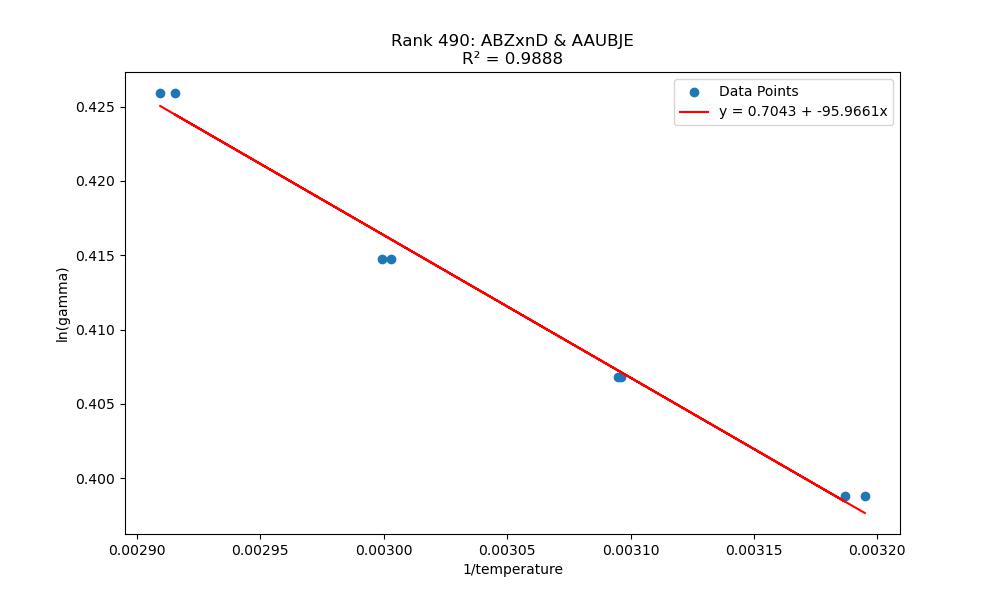 Rank 490: ABZxnD & AAUBJE
R² = 0.9888
Data Points
y = 0.7043 + -95.9661x
0.425
0.420
0.415
0.410
0.405
0.400
ln(gamma)
0.00290
0.00295
0.00300
0.00305
0.00310
0.00315
0.00320
1/temperature